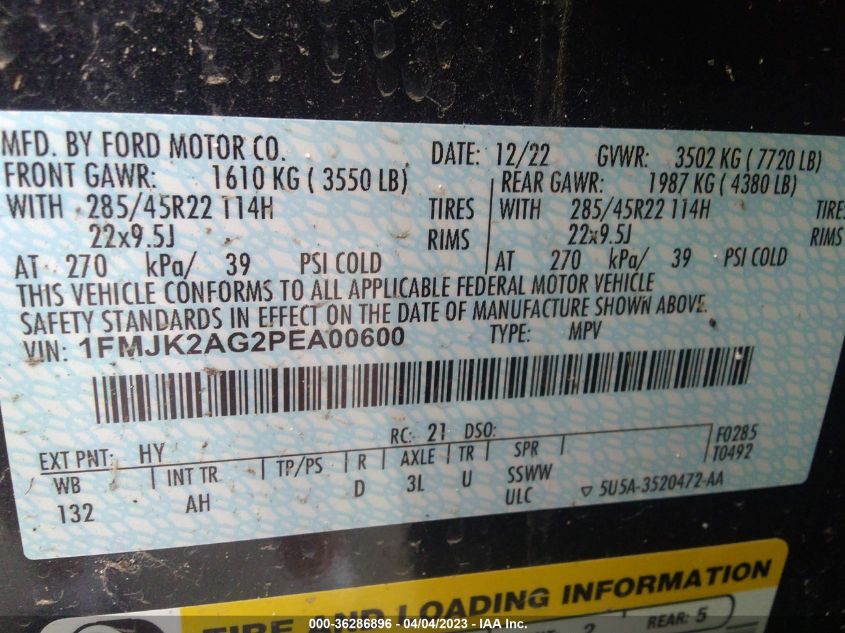 MFD. BY FORD MOTOR CO. DATE: 12/22 GVWR: 3502 KG ( 7720 LB)
FRONT GAWR: 1610 KG ( 3550 LB) REAR GAWR: 1987 KG ( 4380 LB)
WITH 285/45R22 114H TIRES WITH 285/45R22 114H TIRE
22x9.5J RIMS 22x9.5J RIMS
AT 270 kPa/ 39 PSI COLD AT 270 kPa/ 39 PSI COLD
THIS VEHICLE CONFORMS TO ALL APPLICABLE FEDERAL MOTOR VEHICLE
SAFETY STANDARDS IN EFFECT ON THE DATE OF MANUFACTURE SHOWN ABOVE.
VIN: 1FMJK2AG2PEA00600 TYPE: MPV
RC: 21 DSO: F0285
EXT PNT: HY T0492
WB INT TR TP/PS R AXLE TR SPR
132 AH D 3L U SSWW
ULC ▽ 5U5A-3520472-AA
TIRE AND LOADING INFORMATION
2 REAR: 5
000-36286896 - 04/04/2023 - IAA Inc.